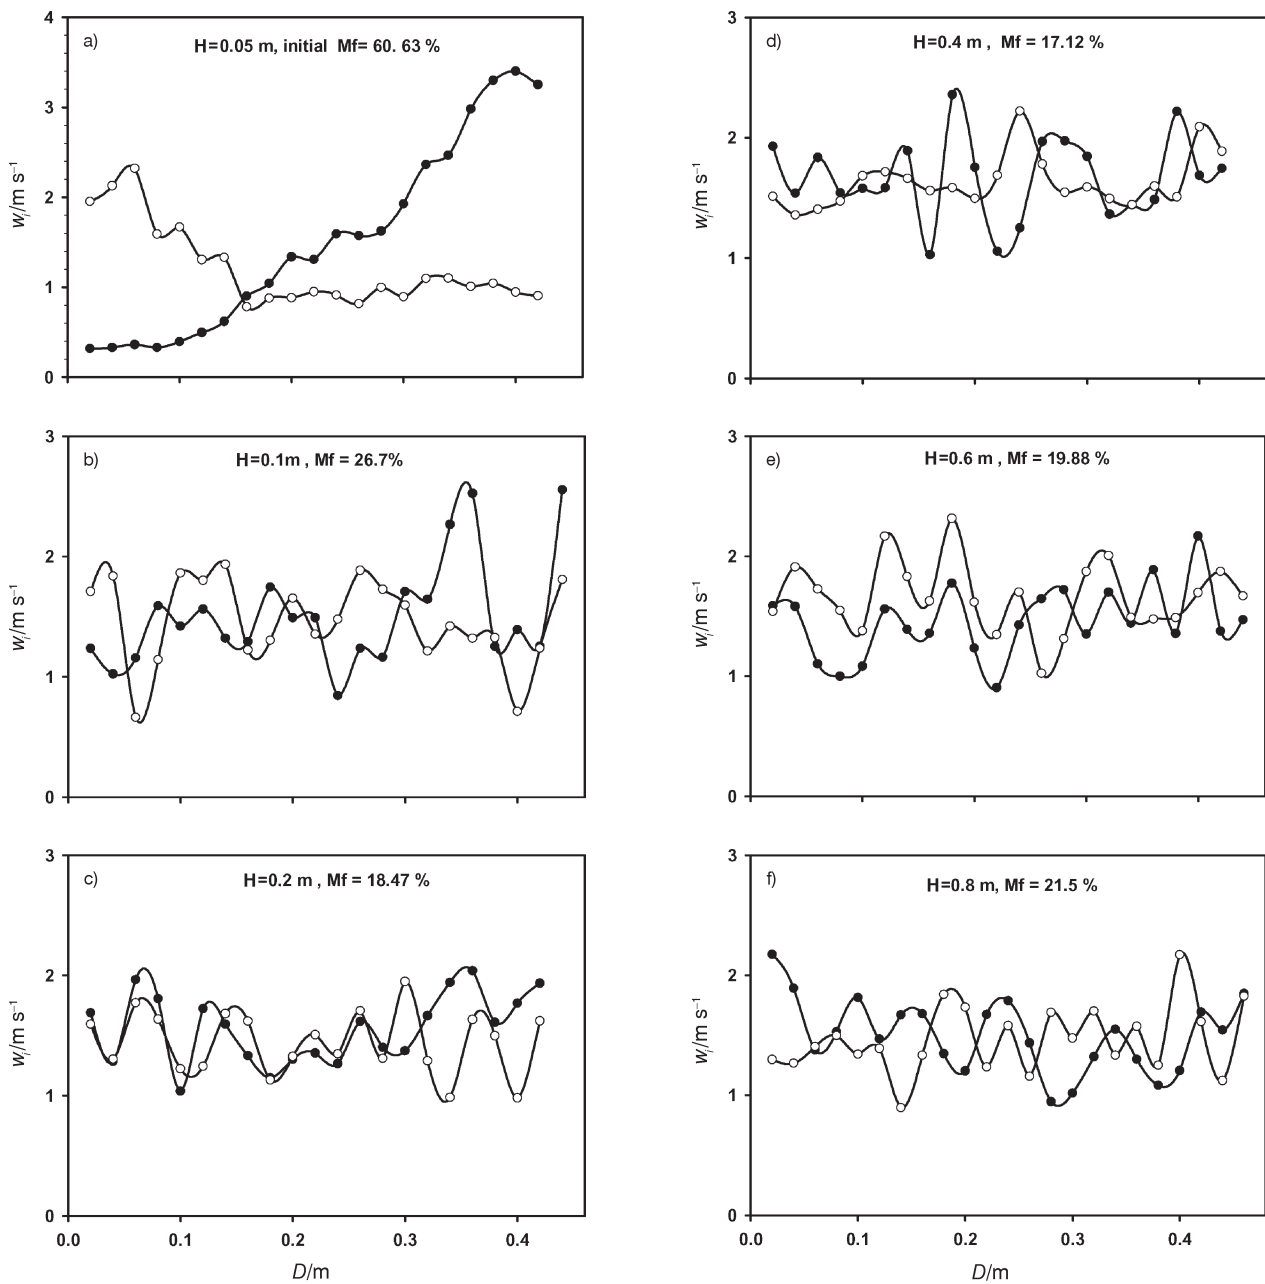 a)
H=0.05 m, initial Mf= 60. 63 %
4
3
2
1
0
wᵢ/m s⁻¹
d)
H=0.4 m , Mf = 17.12 %
3
2
1
0
wᵢ/m s⁻¹
b)
H=0.1m , Mf = 26.7%
3
2
1
0
wᵢ/m s⁻¹
e)
H=0.6 m , Mf = 19.88 %
3
2
1
0
wᵢ/m s⁻¹
c)
H=0.2 m , Mf = 18.47 %
3
2
1
0
wᵢ/m s⁻¹
0.0 0.1 0.2 0.3 0.4
D/m
f)
H=0.8 m, Mf = 21.5 %
3
2
1
0
wᵢ/m s⁻¹
0.0 0.1 0.2 0.3 0.4
D/m